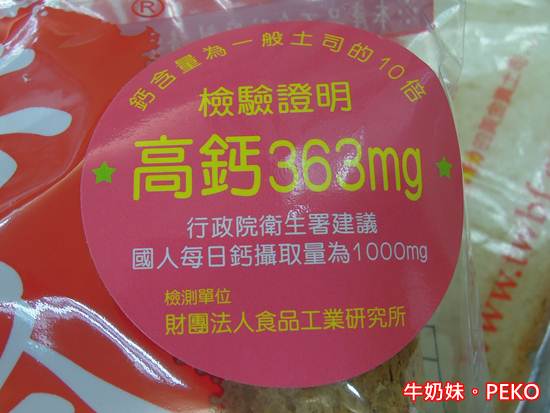 ®
鈣含量為一般土司的10倍
檢驗證明
高鈣363mg
行政院衛生署建議
國人每日鈣攝取量為1000mg
檢測單位
財團法人食品工業研究所
牛奶妹。PEKO